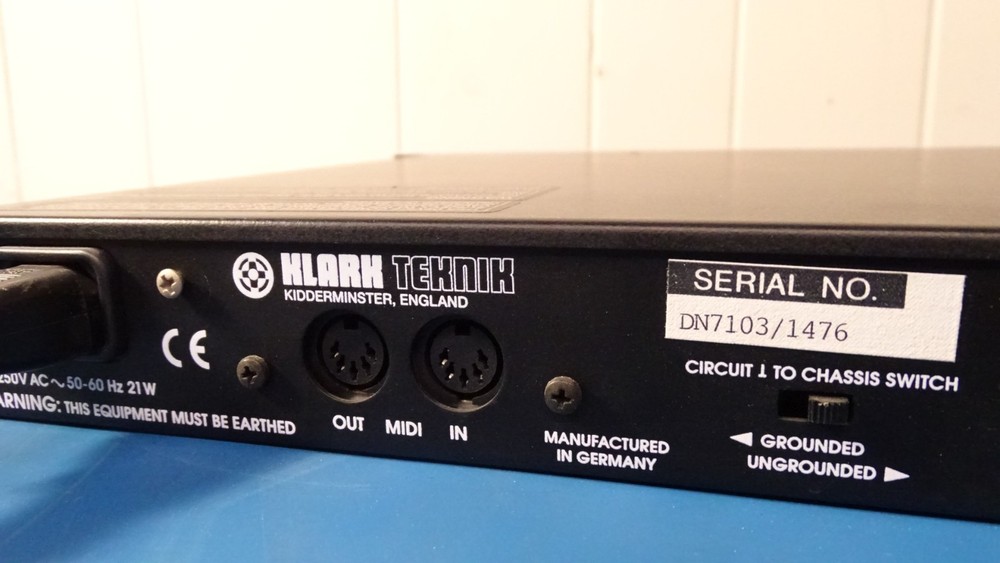 KLARK TEKNIK
KIDDERMINSTER, ENGLAND
SERIAL NO.
DN7103/1476
CE
250V AC ~ 50-60 Hz 21W
THIS EQUIPMENT MUST BE EARTHED
OUT MIDI IN
MANUFACTURED
IN GERMANY
CIRCUIT ⏚ TO CHASSIS SWITCH
◀ GROUNDED
UNGROUNDED ▶